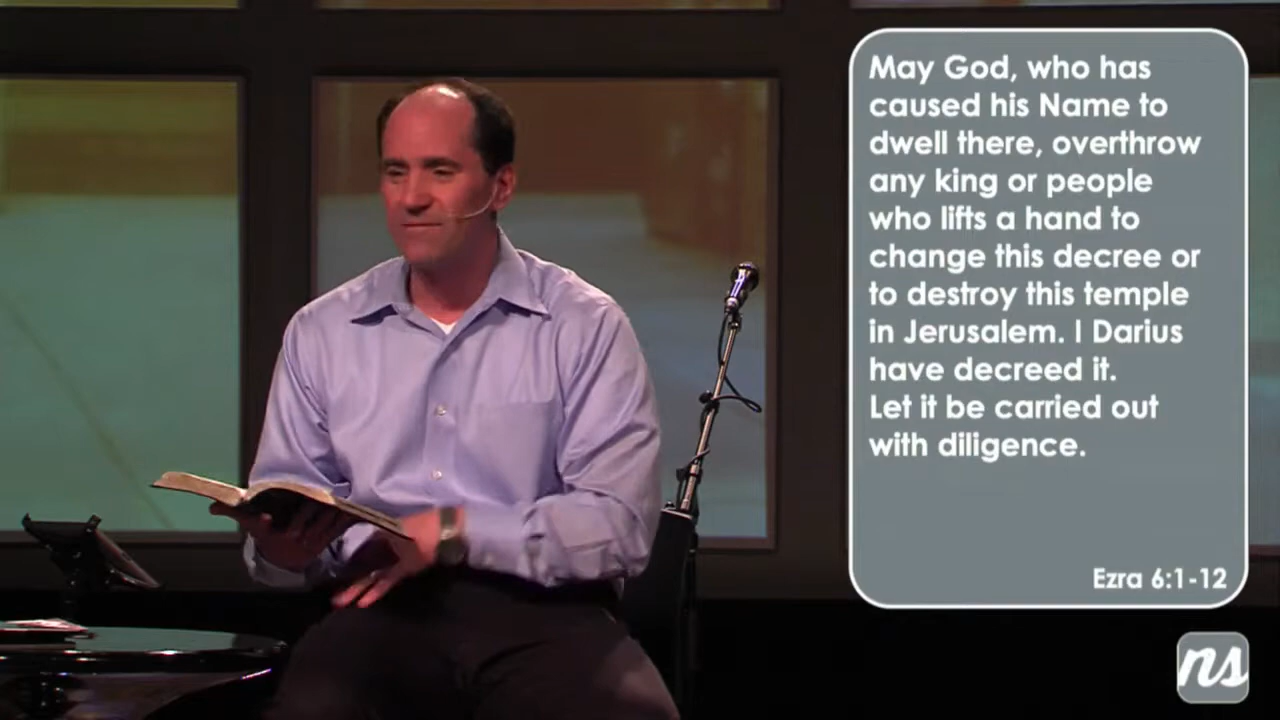 May God, who has
caused his Name to
dwell there, overthrow
any king or people
who lifts a hand to
change this decree or
to destroy this temple
in Jerusalem. I Darius
have decreed it.
Let it be carried out
with diligence.
Ezra 6:1-12
ns